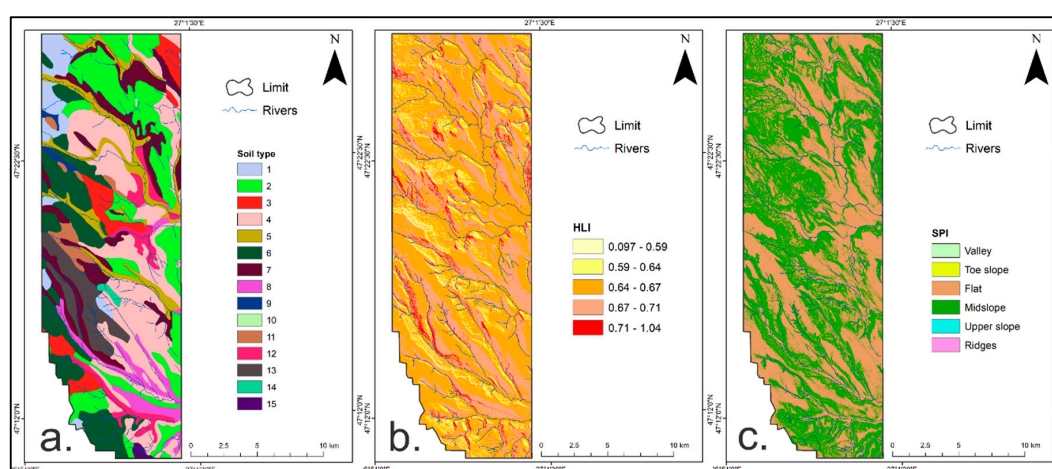 27°1'30"E
27°1'30"E
27°1'30"E
N
Limit
Rivers
47°22'30"N
Soil type
1
2
3
4
5
6
7
8
9
10
11
12
13
14
15
47°12'0"N
a.
0 2.5 5 10 km
N
Limit
Rivers
47°22'30"N
HLI
0.097 - 0.59
0.59 - 0.64
0.64 - 0.67
0.67 - 0.71
0.71 - 1.04
47°12'0"N
b.
0 2.5 5 10 km
N
Limit
Rivers
47°22'30"N
SPI
Valley
Toe slope
Flat
Midslope
Upper slope
Ridges
47°12'0"N
c.
0 2.5 5 10 km